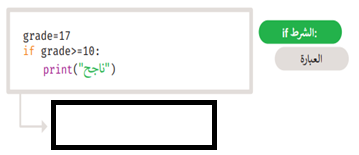 grade=17
if grade>=10:
print("ناجح")
if الشرط:
العبارة